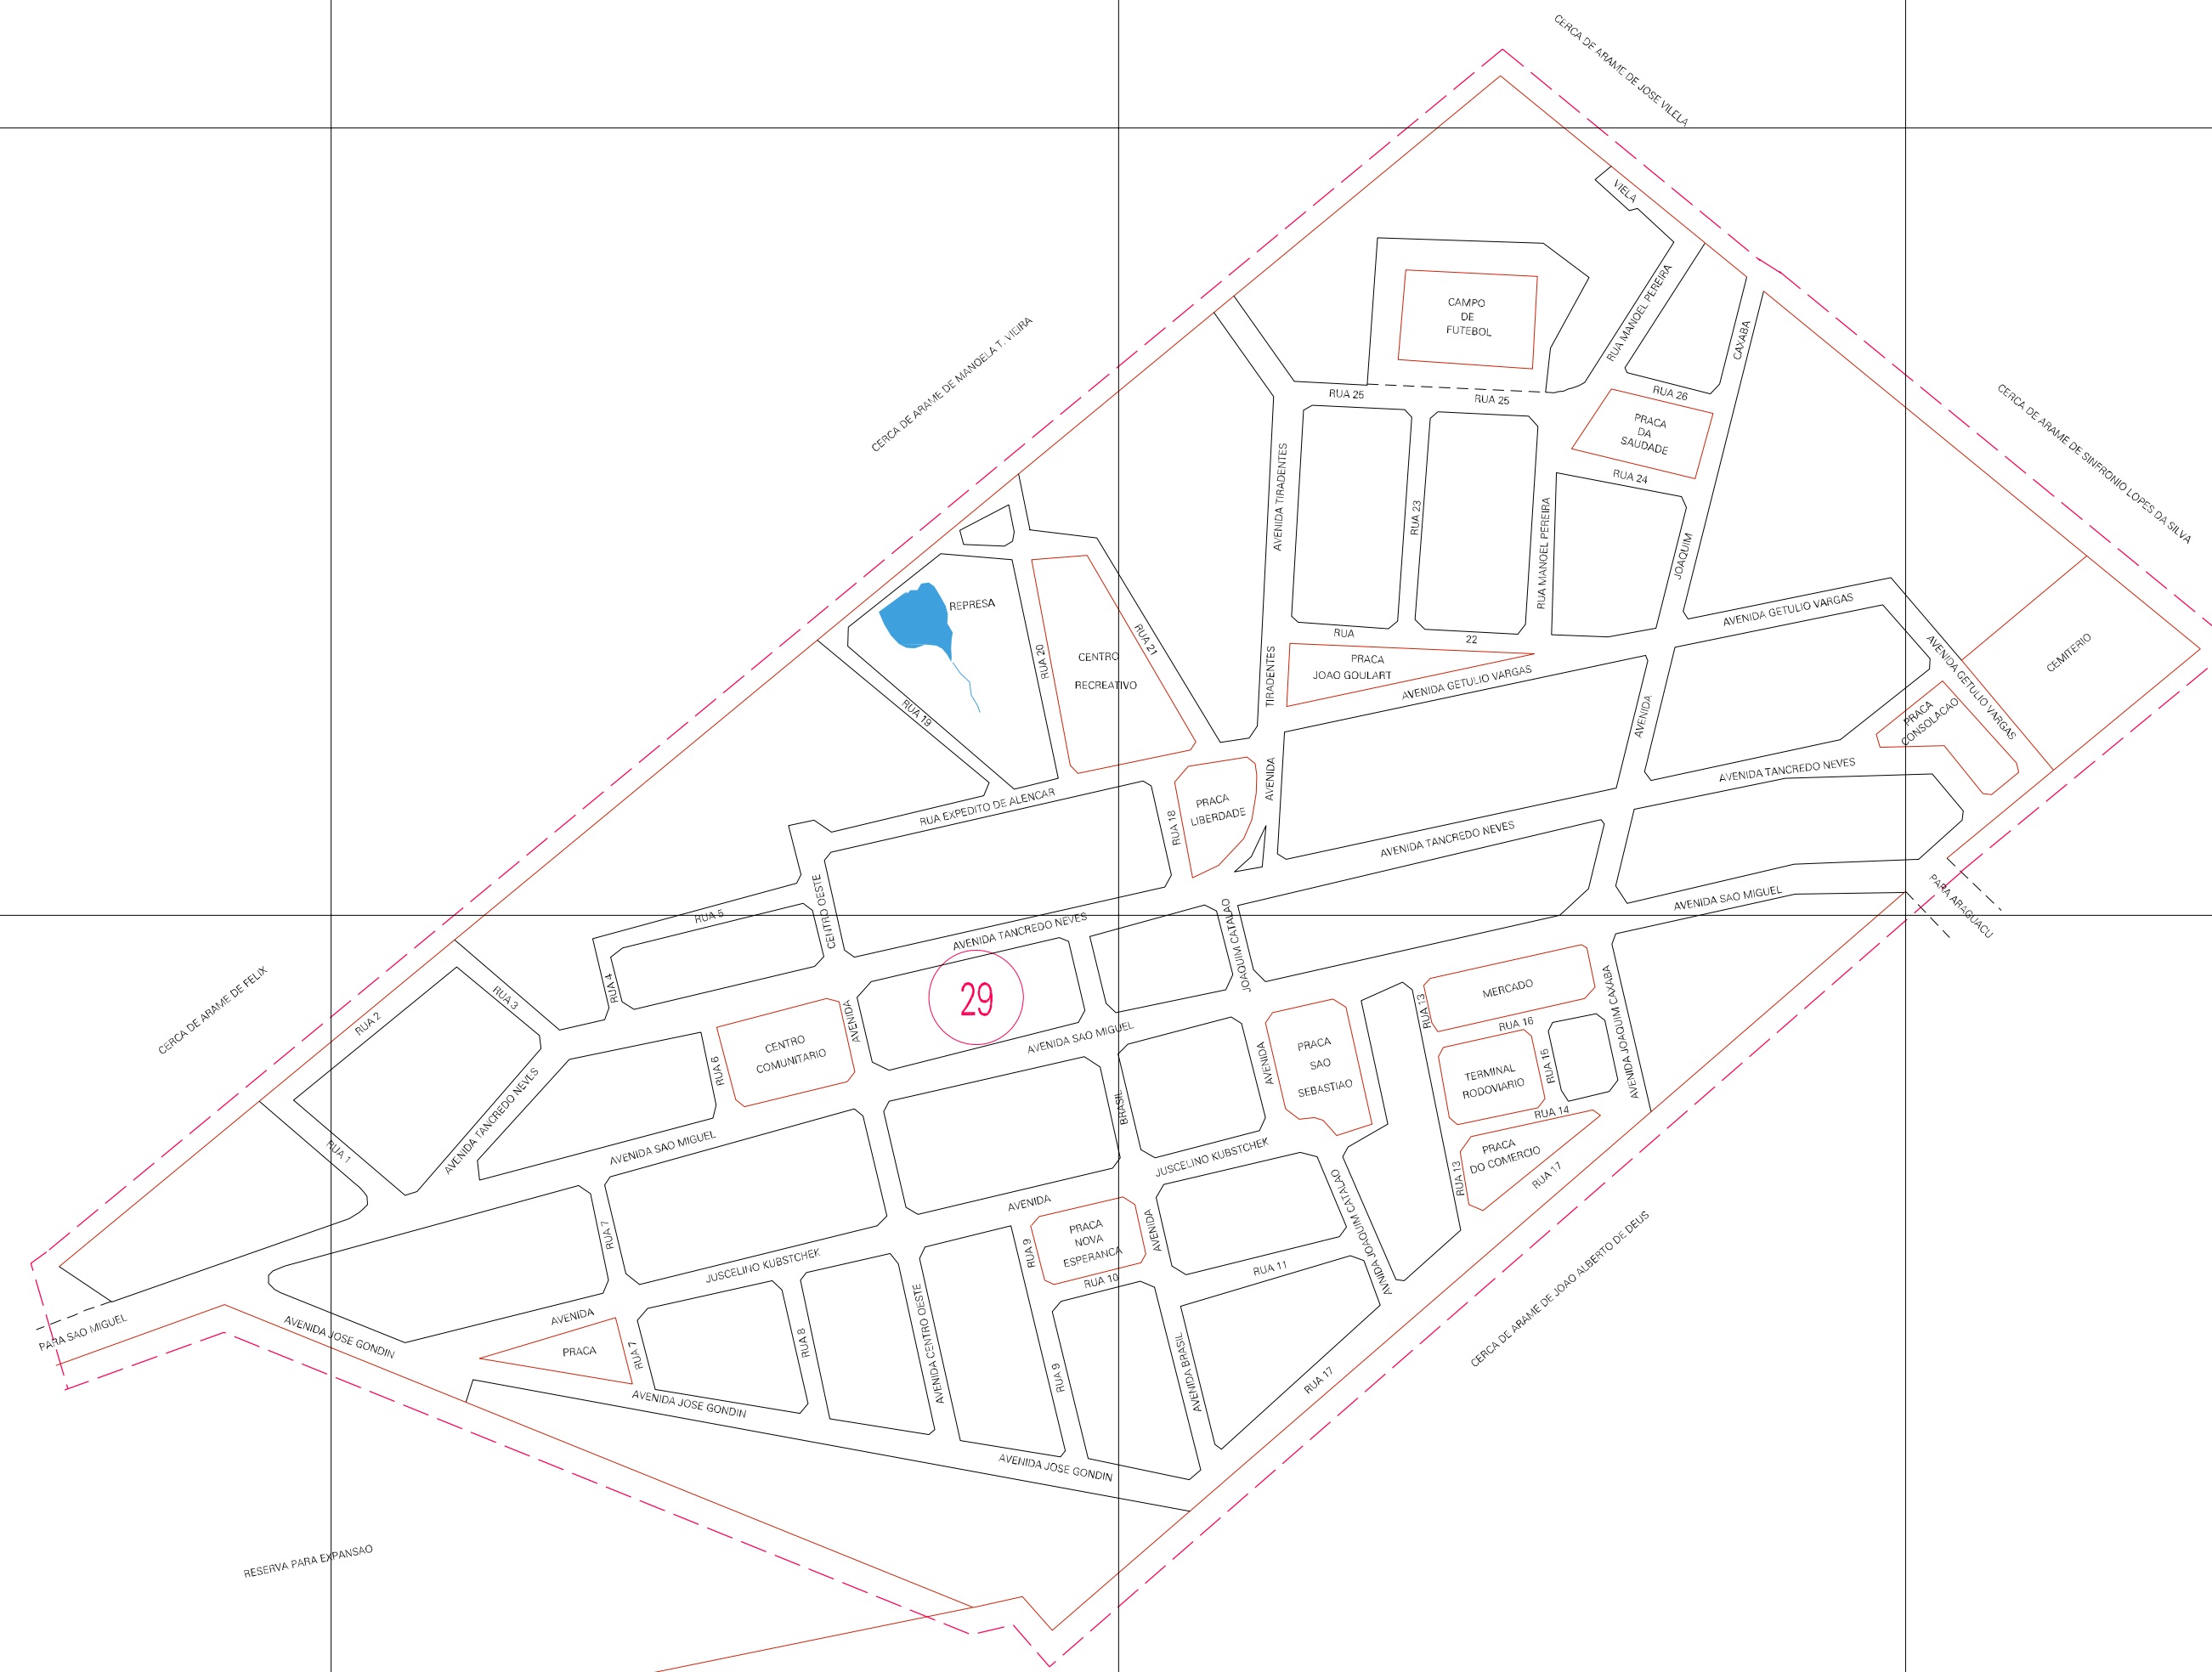 CERCA DE ARAME DE JOSE VILELA
VIELA
CERCA DE ARAME DE MANOELA T. VIEIRA
CAMPO
DE
FUTEBOL
RUA MANOEL PEREIRA
CAXABA
RUA 25
RUA 25
RUA 26
PRACA
DA
SAUDADE
RUA 24
CERCA DE ARAME DE SINFRONIO LOPES DA SILVA
AVENIDA TIRADENTES
RUA 23
RUA MANOEL PEREIRA
JOAQUIM
REPRESA
RUA 21
RUA 20
CENTRO
RECREATIVO
RUA 19
RUA
22
PRACA
JOAO GOULART
TIRADENTES
AVENIDA GETULIO VARGAS
AVENIDA GETULIO VARGAS
AVENIDA GETULIO VARGAS
CEMITERIO
PRACA
CONSOLACAO
AVENIDA
AVENIDA TANCREDO NEVES
AVENIDA
RUA EXPEDITO DE ALENCAR
RUA 18
PRACA
LIBERDADE
AVENIDA TANCREDO NEVES
AVENIDA SAO MIGUEL
PARA ARAGUACU
RUA 5
CENTRO OESTE
AVENIDA TANCREDO NEVES
JOAQUIM CATALAO
RUA 4
CERCA DE ARAME DE FELIX
RUA 3
RUA 2
29
AVENIDA
CENTRO
COMUNITARIO
RUA 6
AVENIDA SAO MIGUEL
MERCADO
RUA 13
RUA 16
AVENIDA JOAQUIM CAXABA
PRACA
SAO
SEBASTIAO
AVENIDA
TERMINAL
RODOVIARIO
RUA 15
RUA 14
BRASIL
AVENIDA TANCREDO NEVES
RUA 1
AVENIDA SAO MIGUEL
JUSCELINO KUBSTCHEK
PRACA
DO COMERCIO
RUA 13
RUA 17
AVNIDA JOAOQUIM CATALAO
AVENIDA
RUA 7
RUA 9
PRACA
NOVA
ESPERANCA
AVENIDA
RUA 10
RUA 11
JUSCELINO KUBSTCHEK
CERCA DE ARAME DE JOAO ALBERTO DE DEUS
PARA SAO MIGUEL
AVENIDA JOSE GONDIN
AVENIDA
PRACA
RUA 7
RUA 8
AVENIDA CENTRO OESTE
RUA 9
AVENIDA BRASIL
RUA 17
AVENIDA JOSE GONDIN
AVENIDA JOSE GONDIN
RESERVA PARA EXPANSAO